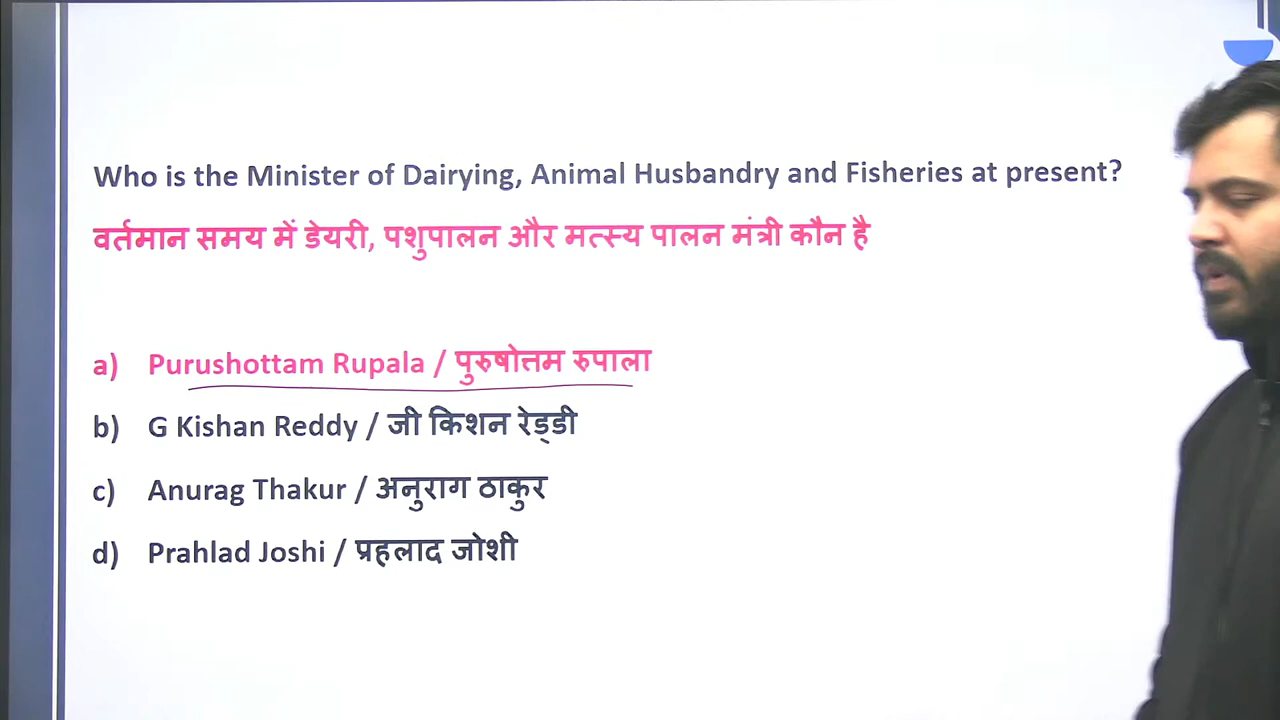 Who is the Minister of Dairying, Animal Husbandry and Fisheries at present?
वर्तमान समय में डेयरी, पशुपालन और मत्स्य पालन मंत्री कौन है
a) Purushottam Rupala / पुरुषोत्तम रुपाला
b) G Kishan Reddy / जी किशन रेड्डी
c) Anurag Thakur / अनुराग ठाकुर
d) Prahlad Joshi / प्रहलाद जोशी